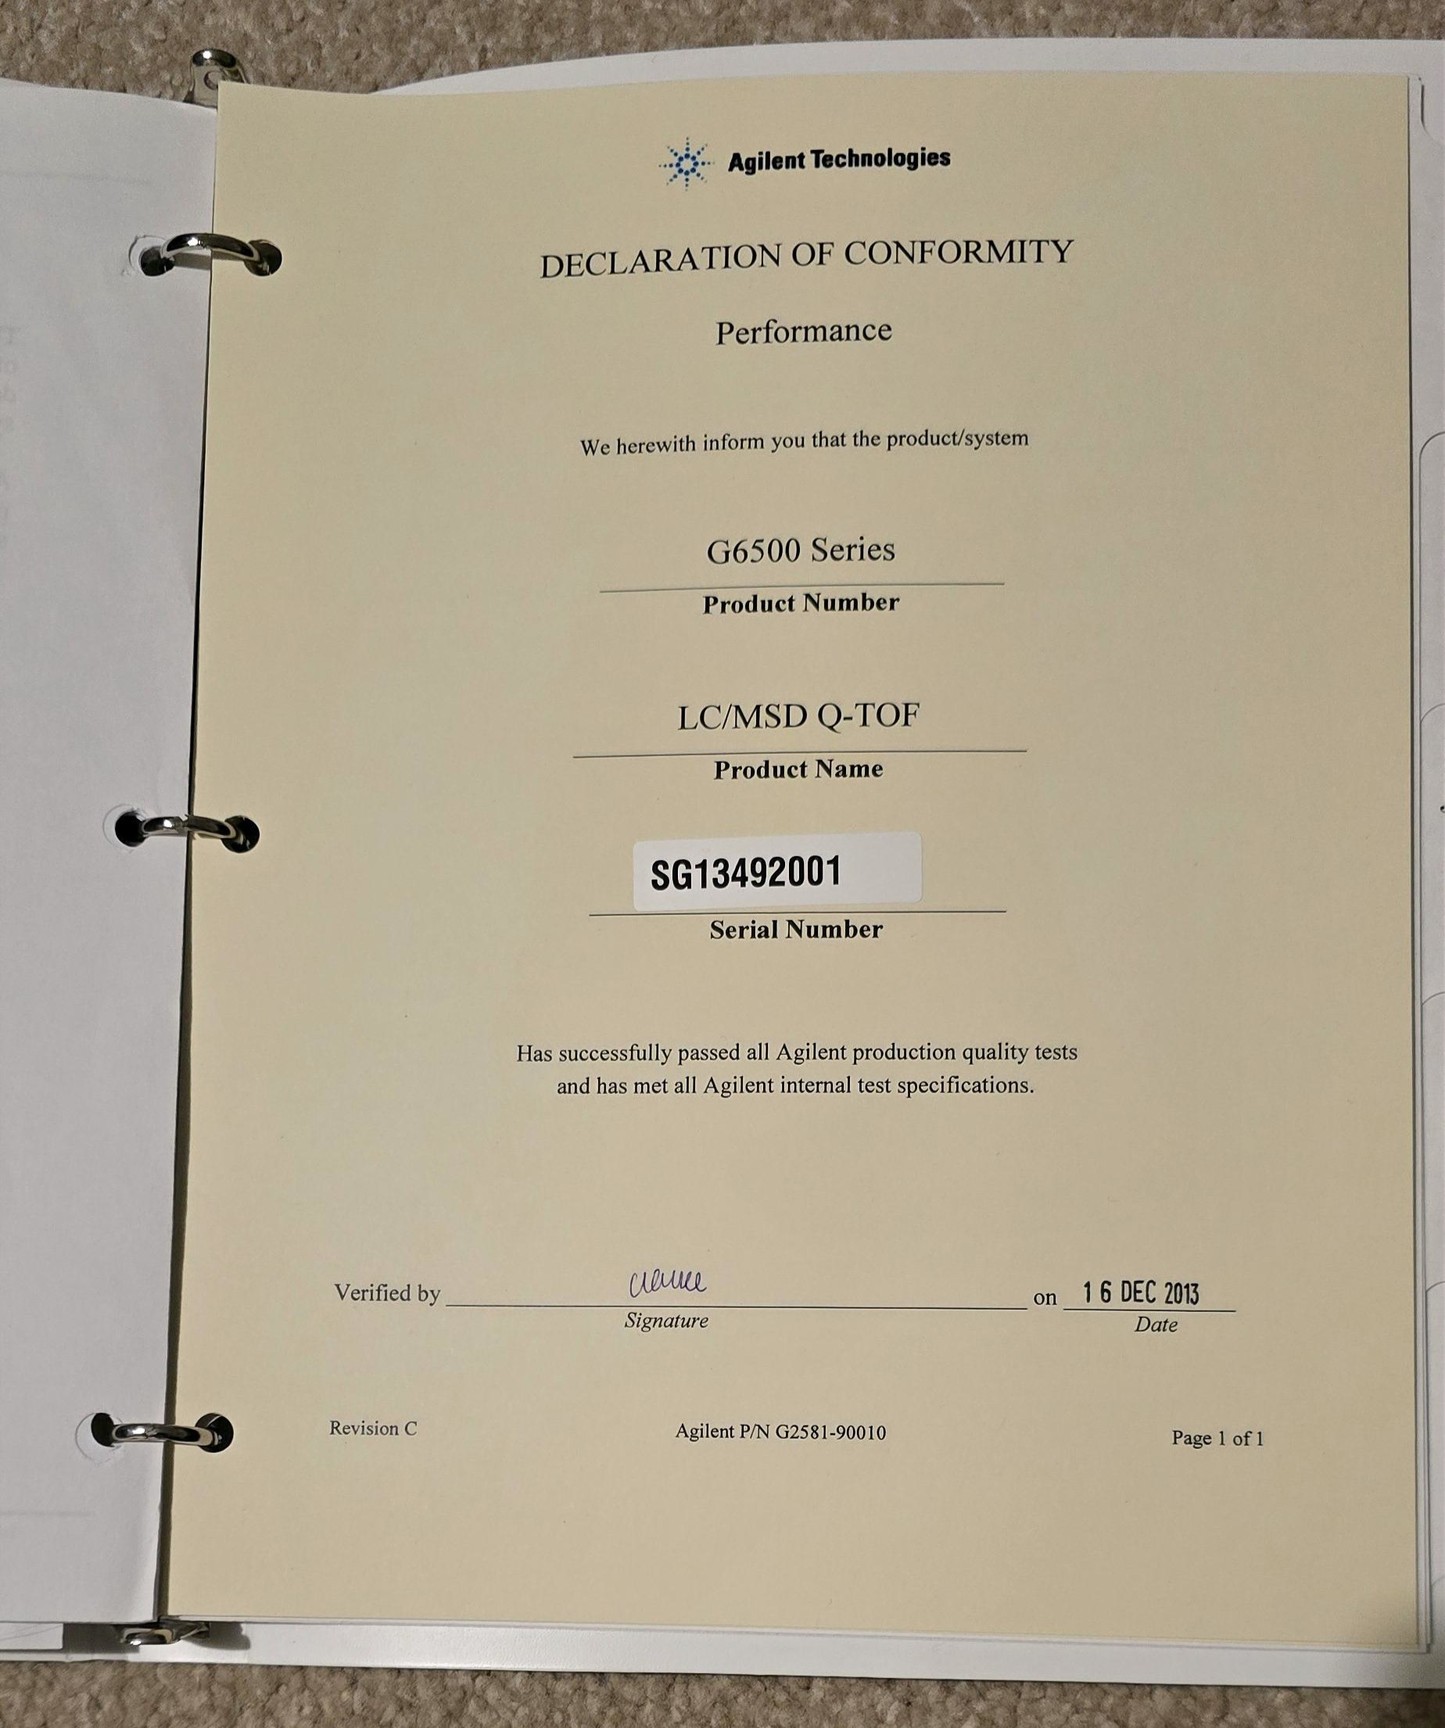 Agilent Technologies
DECLARATION OF CONFORMITY
Performance
We herewith inform you that the product/system
G6500 Series
Product Number
LC/MSD Q-TOF
Product Name
SG13492001
Serial Number
Has successfully passed all Agilent production quality tests
and has met all Agilent internal test specifications.
Verified by on 16 DEC 2013
Signature Date
Revision C Agilent P/N G2581-90010 Page 1 of 1